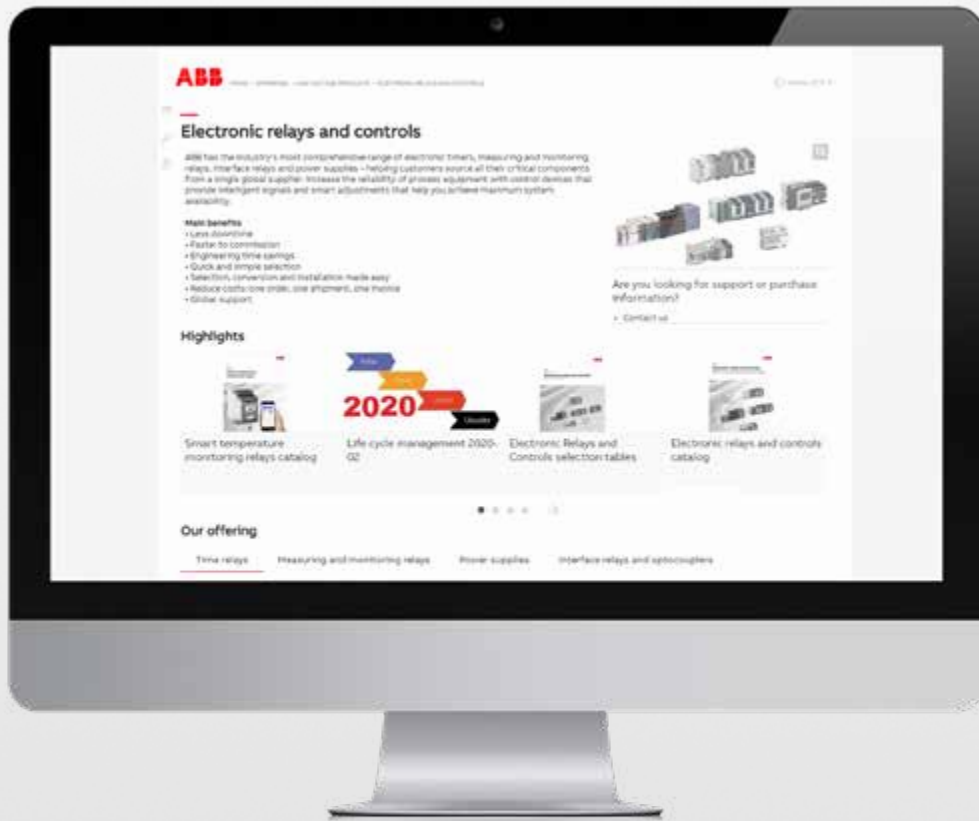 ABB
Electronic relays and controls
ABB has the industry's most comprehensive range of electronic timers, measuring and monitoring
relays, interface relays and power supplies – helping customers source all their critical components
from a single global supplier. Increase the reliability of process equipment with control devices that
provide intelligent signals and smart adjustments that help you achieve maximum system
availability.
Main benefits
• Less downtime
• Faster to commission
• Engineering time savings
• Quick and simple selection
• Selection, conversion and installation made easy
• Reduce costs: one order, one shipment, one invoice
• Global support
Are you looking for support or purchase
information?
Contact us
Highlights
2020
Smart temperature
monitoring relays catalog
Life cycle management 2020-
02
Electronic Relays and
Controls selection tables
Electronic relays and controls
catalog
Our offering
Time relays Measuring and monitoring relays Power supplies Interface relays and optocouplers